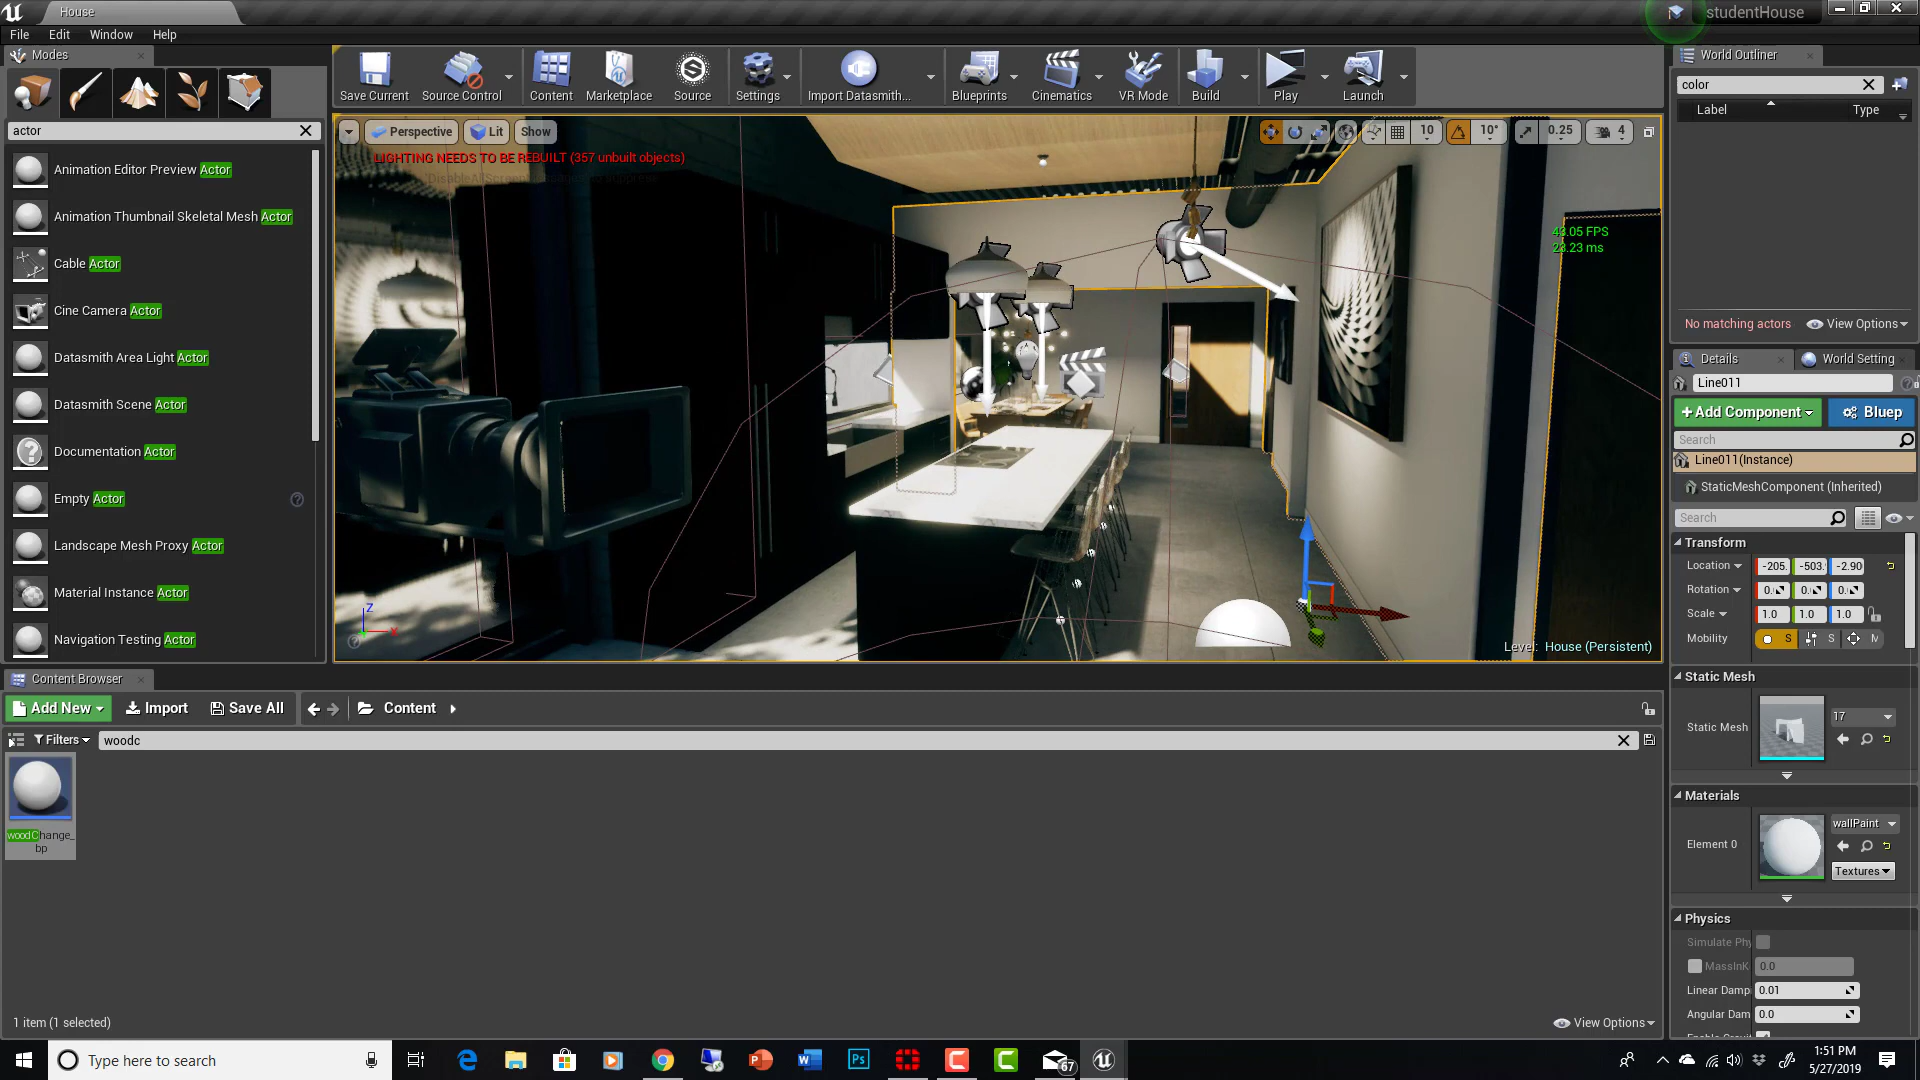 House
studentHouse
File Edit Window Help
Modes
Save Current
Source Control
Content
Marketplace
Source
Settings
Import Datasmith...
Blueprints
Cinematics
VR Mode
Build
Play
Launch
World Outliner
color
Label
Type
No matching actors
View Options
actor
Animation Editor Preview Actor
Animation Thumbnail Skeletal Mesh Actor
Cable Actor
Cine Camera Actor
Datasmith Area Light Actor
Datasmith Scene Actor
Documentation Actor
Empty Actor
Landscape Mesh Proxy Actor
Material Instance Actor
Navigation Testing Actor
Perspective
Lit
Show
10
10°
0.25
4
LIGHTING NEEDS TO BE REBUILT (357 unbuilt objects)
43.05 FPS
23.23 ms
Z
X
Level: House (Persistent)
Details
World Setting
Line011
+Add Component
Bluep
Search
Line011(Instance)
StaticMeshComponent (Inherited)
Search
Transform
Location -205. -503. -2.90
Rotation 0. 0. 0.
Scale 1.0 1.0 1.0
Mobility S S M
Static Mesh
Static Mesh
17
Materials
Element 0
wallPaint
Textures
Physics
Simulate Phy
MassInK 0.0
Linear Damp 0.01
Angular Dam 0.0
Content Browser
Add New
Import
Save All
Content
Filters
woodc
woodChange_
bp
1 item (1 selected)
View Options
Type here to search
67
1:51 PM
5/27/2019